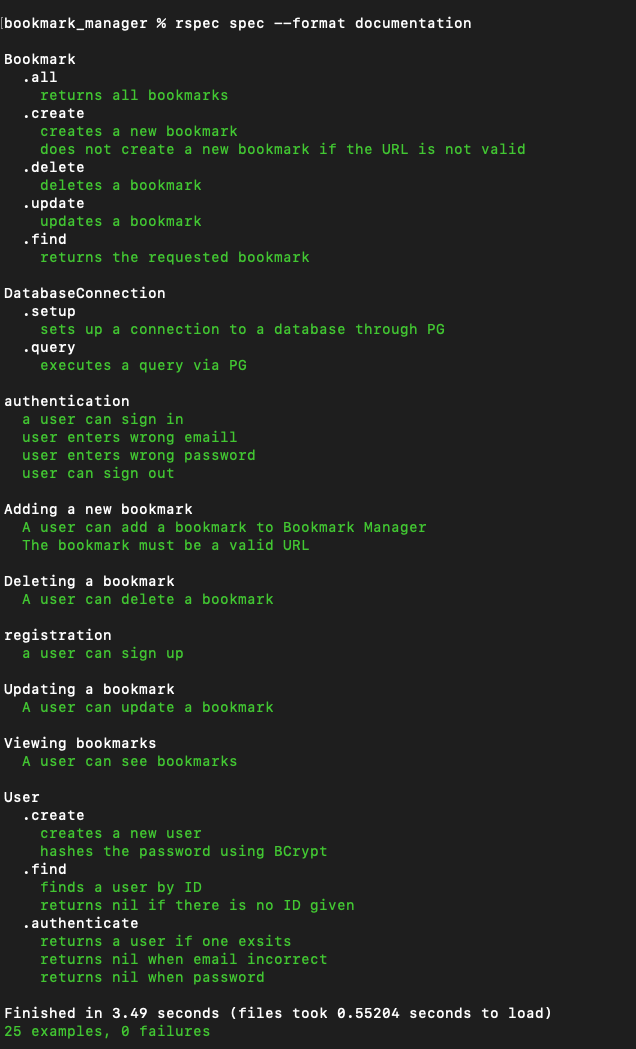 [bookmark_manager % rspec spec --format documentation
Bookmark
.all
returns all bookmarks
.create
creates a new bookmark
does not create a new bookmark if the URL is not valid
.delete
deletes a bookmark
.update
updates a bookmark
.find
returns the requested bookmark
DatabaseConnection
.setup
sets up a connection to a database through PG
.query
executes a query via PG
authentication
a user can sign in
user enters wrong emaill
user enters wrong password
user can sign out
Adding a new bookmark
A user can add a bookmark to Bookmark Manager
The bookmark must be a valid URL
Deleting a bookmark
A user can delete a bookmark
registration
a user can sign up
Updating a bookmark
A user can update a bookmark
Viewing bookmarks
A user can see bookmarks
User
.create
creates a new user
hashes the password using BCrypt
.find
finds a user by ID
returns nil if there is no ID given
.authenticate
returns a user if one exsits
returns nil when email incorrect
returns nil when password
Finished in 3.49 seconds (files took 0.55204 seconds to load)
25 examples, 0 failures